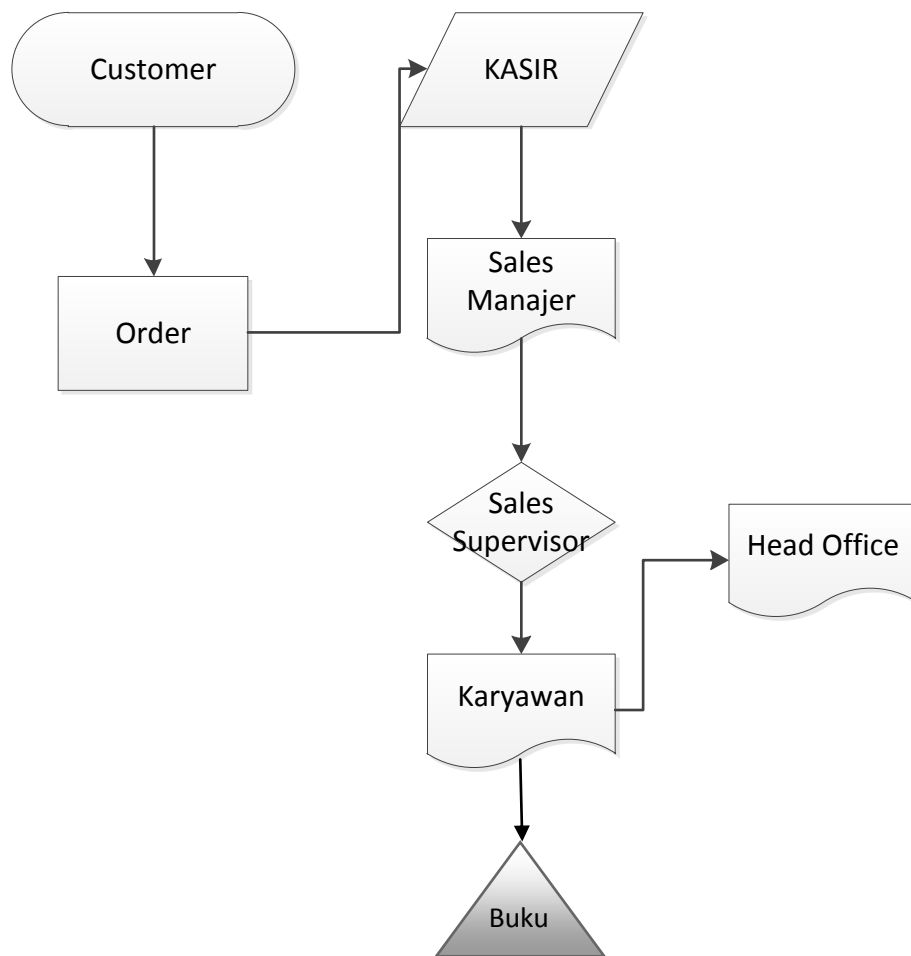 Customer
KASIR
Order
Sales
Manajer
Sales
Supervisor
Head Office
Karyawan
Buku